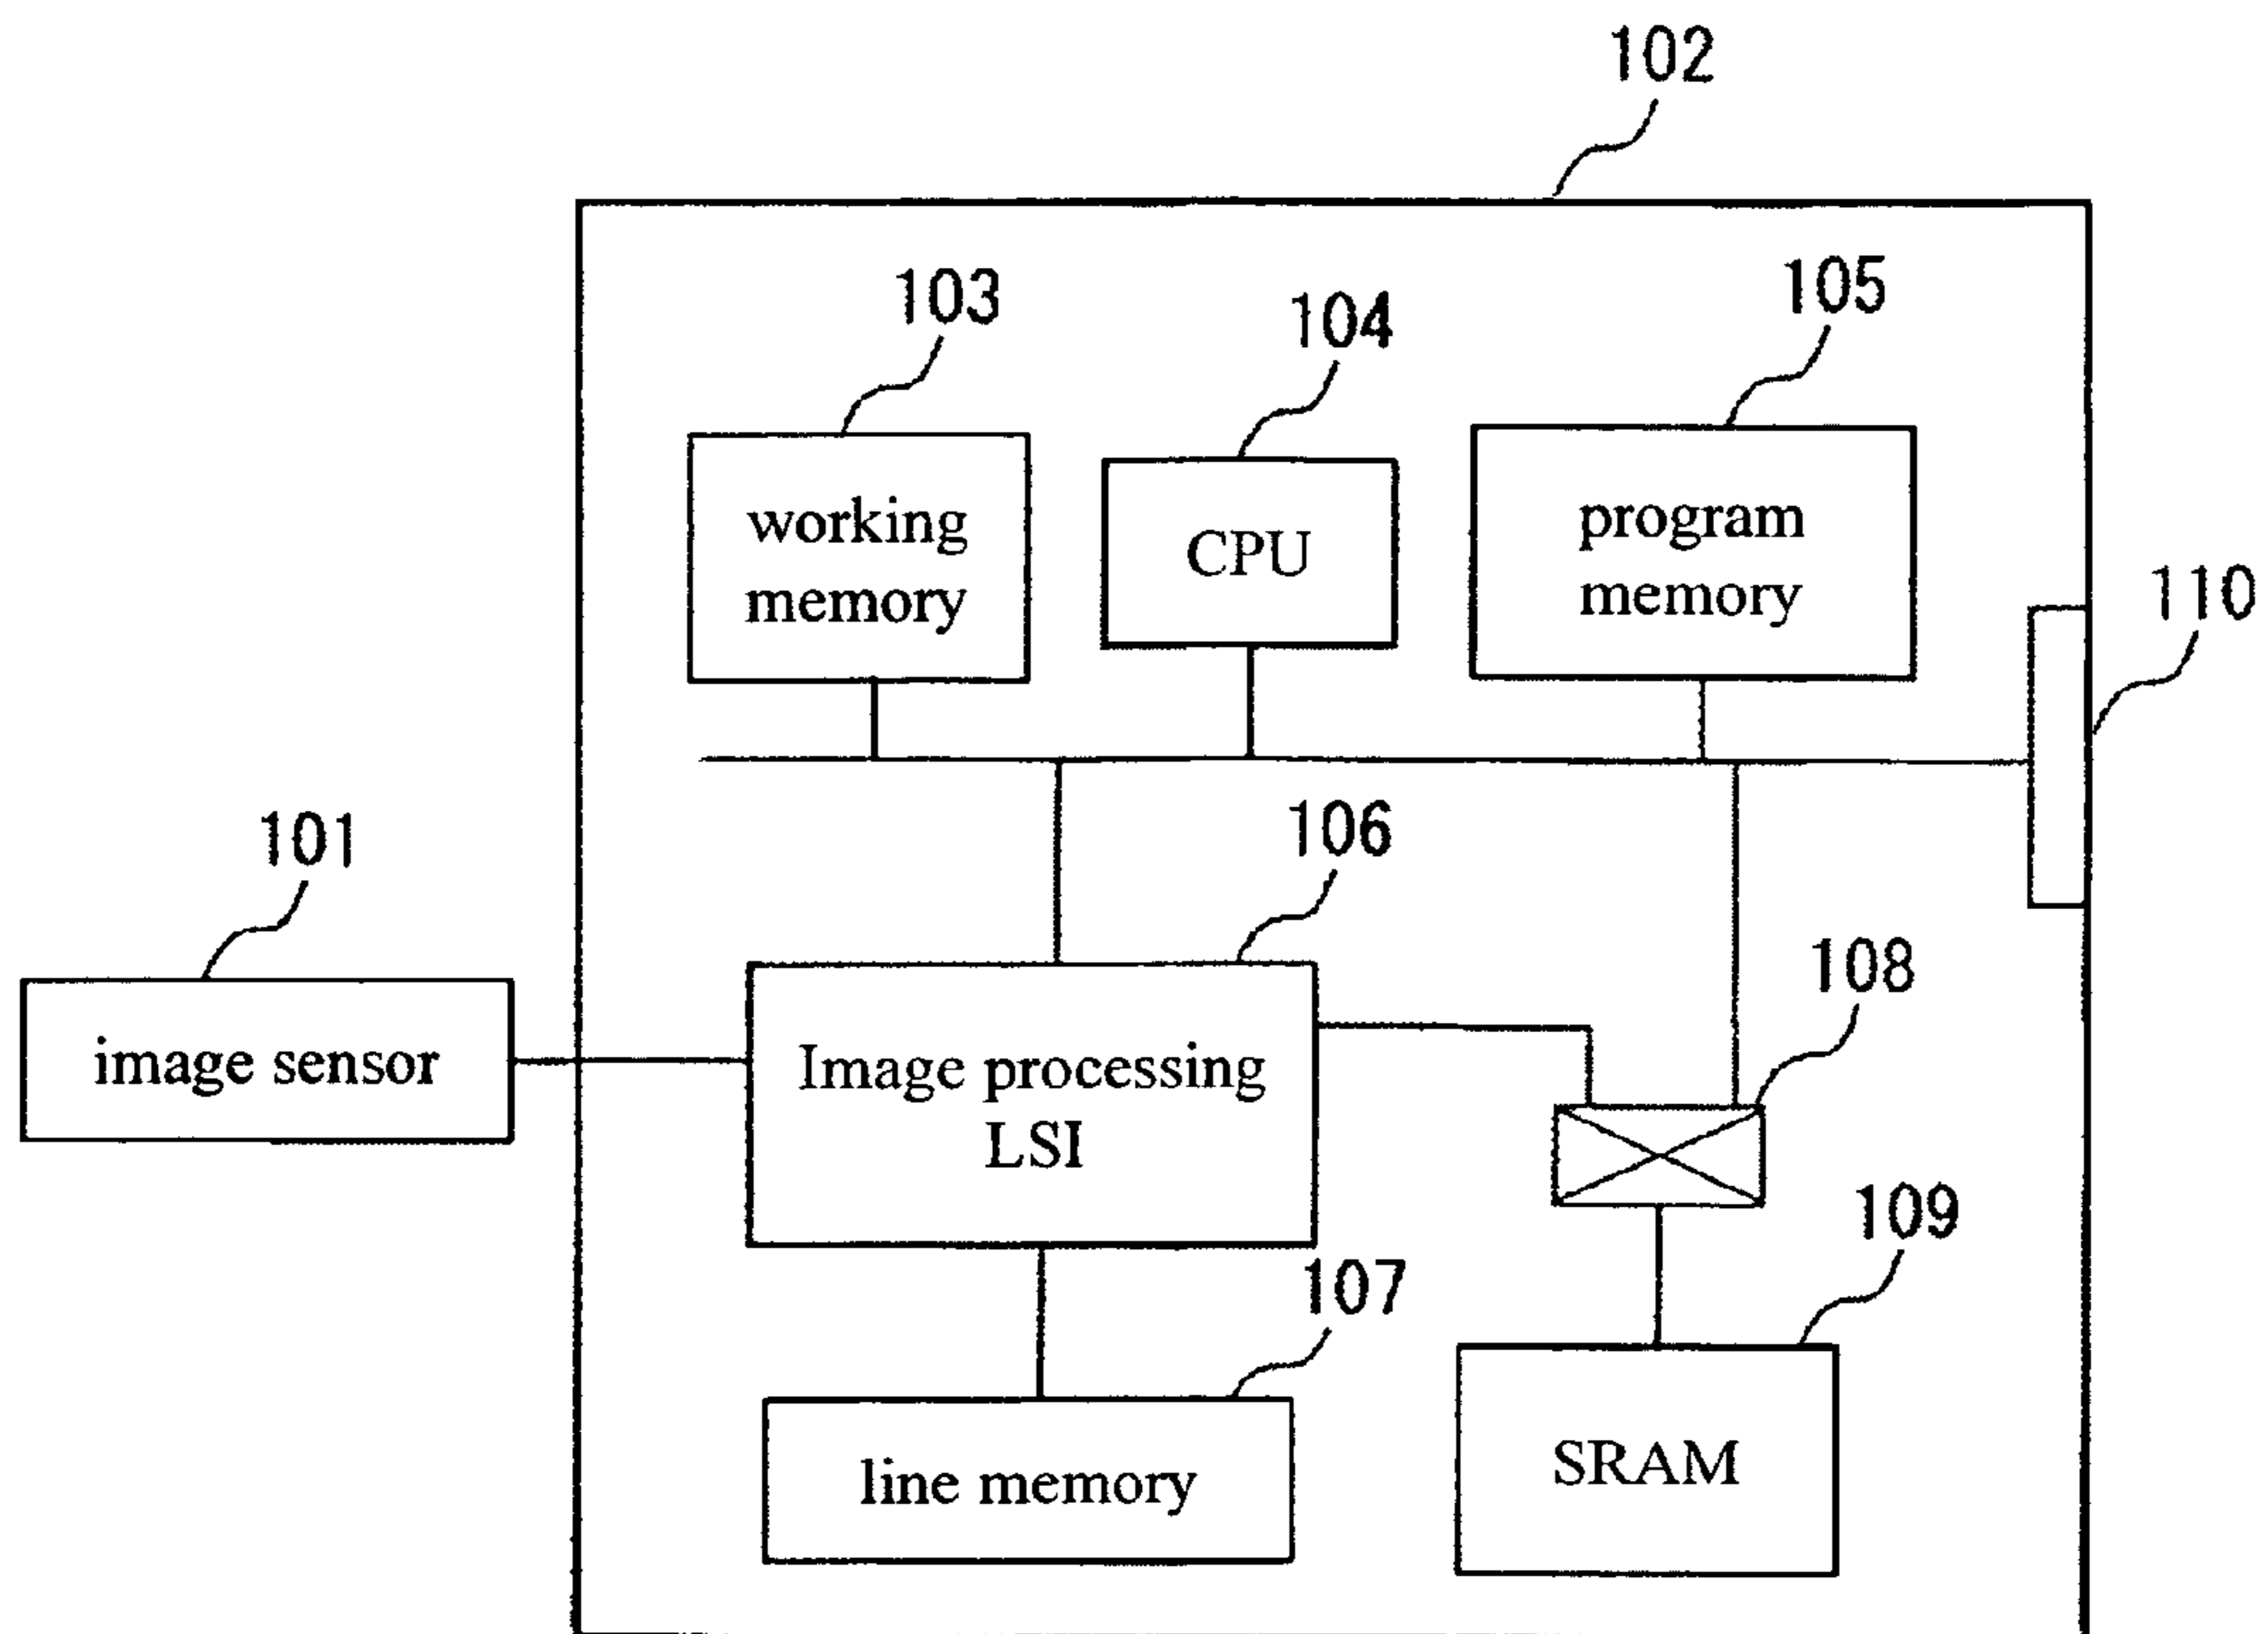 102
103
104
105
working
memory
CPU
program
memory
110
101
106
108
image sensor
Image processing
LSI
109
107
line memory
SRAM